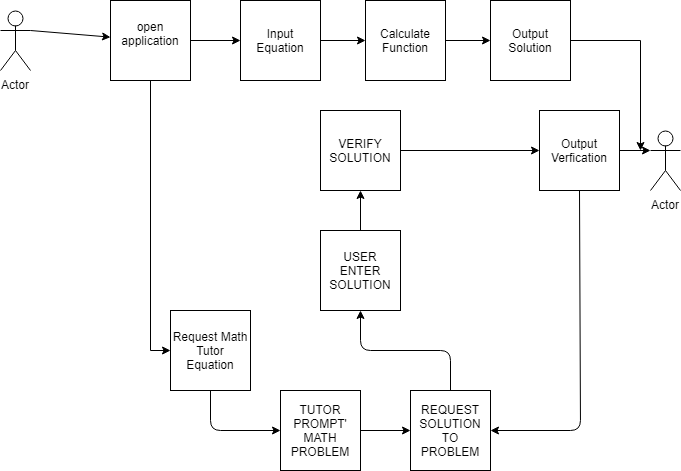 open
application
Input
Equation
Calculate
Function
Output
Solution
Actor
VERIFY
SOLUTION
Output
Verfication
Actor
USER
ENTER
SOLUTION
Request Math
Tutor
Equation
TUTOR
PROMPT'
MATH
PROBLEM
REQUEST
SOLUTION
TO
PROBLEM